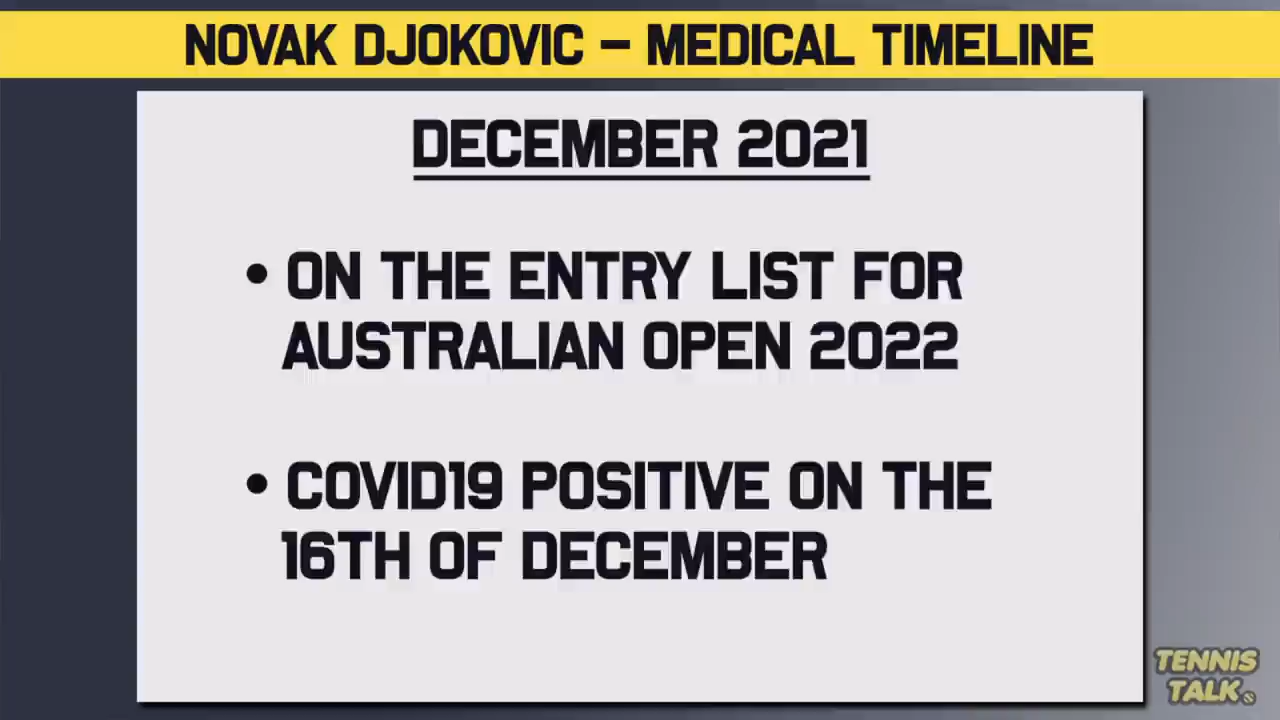 NOVAK DJOKOVIC – MEDICAL TIMELINE
DECEMBER 2021
• ON THE ENTRY LIST FOR
AUSTRALIAN OPEN 2022
• COVID19 POSITIVE ON THE
16TH OF DECEMBER
TENNIS
TALK